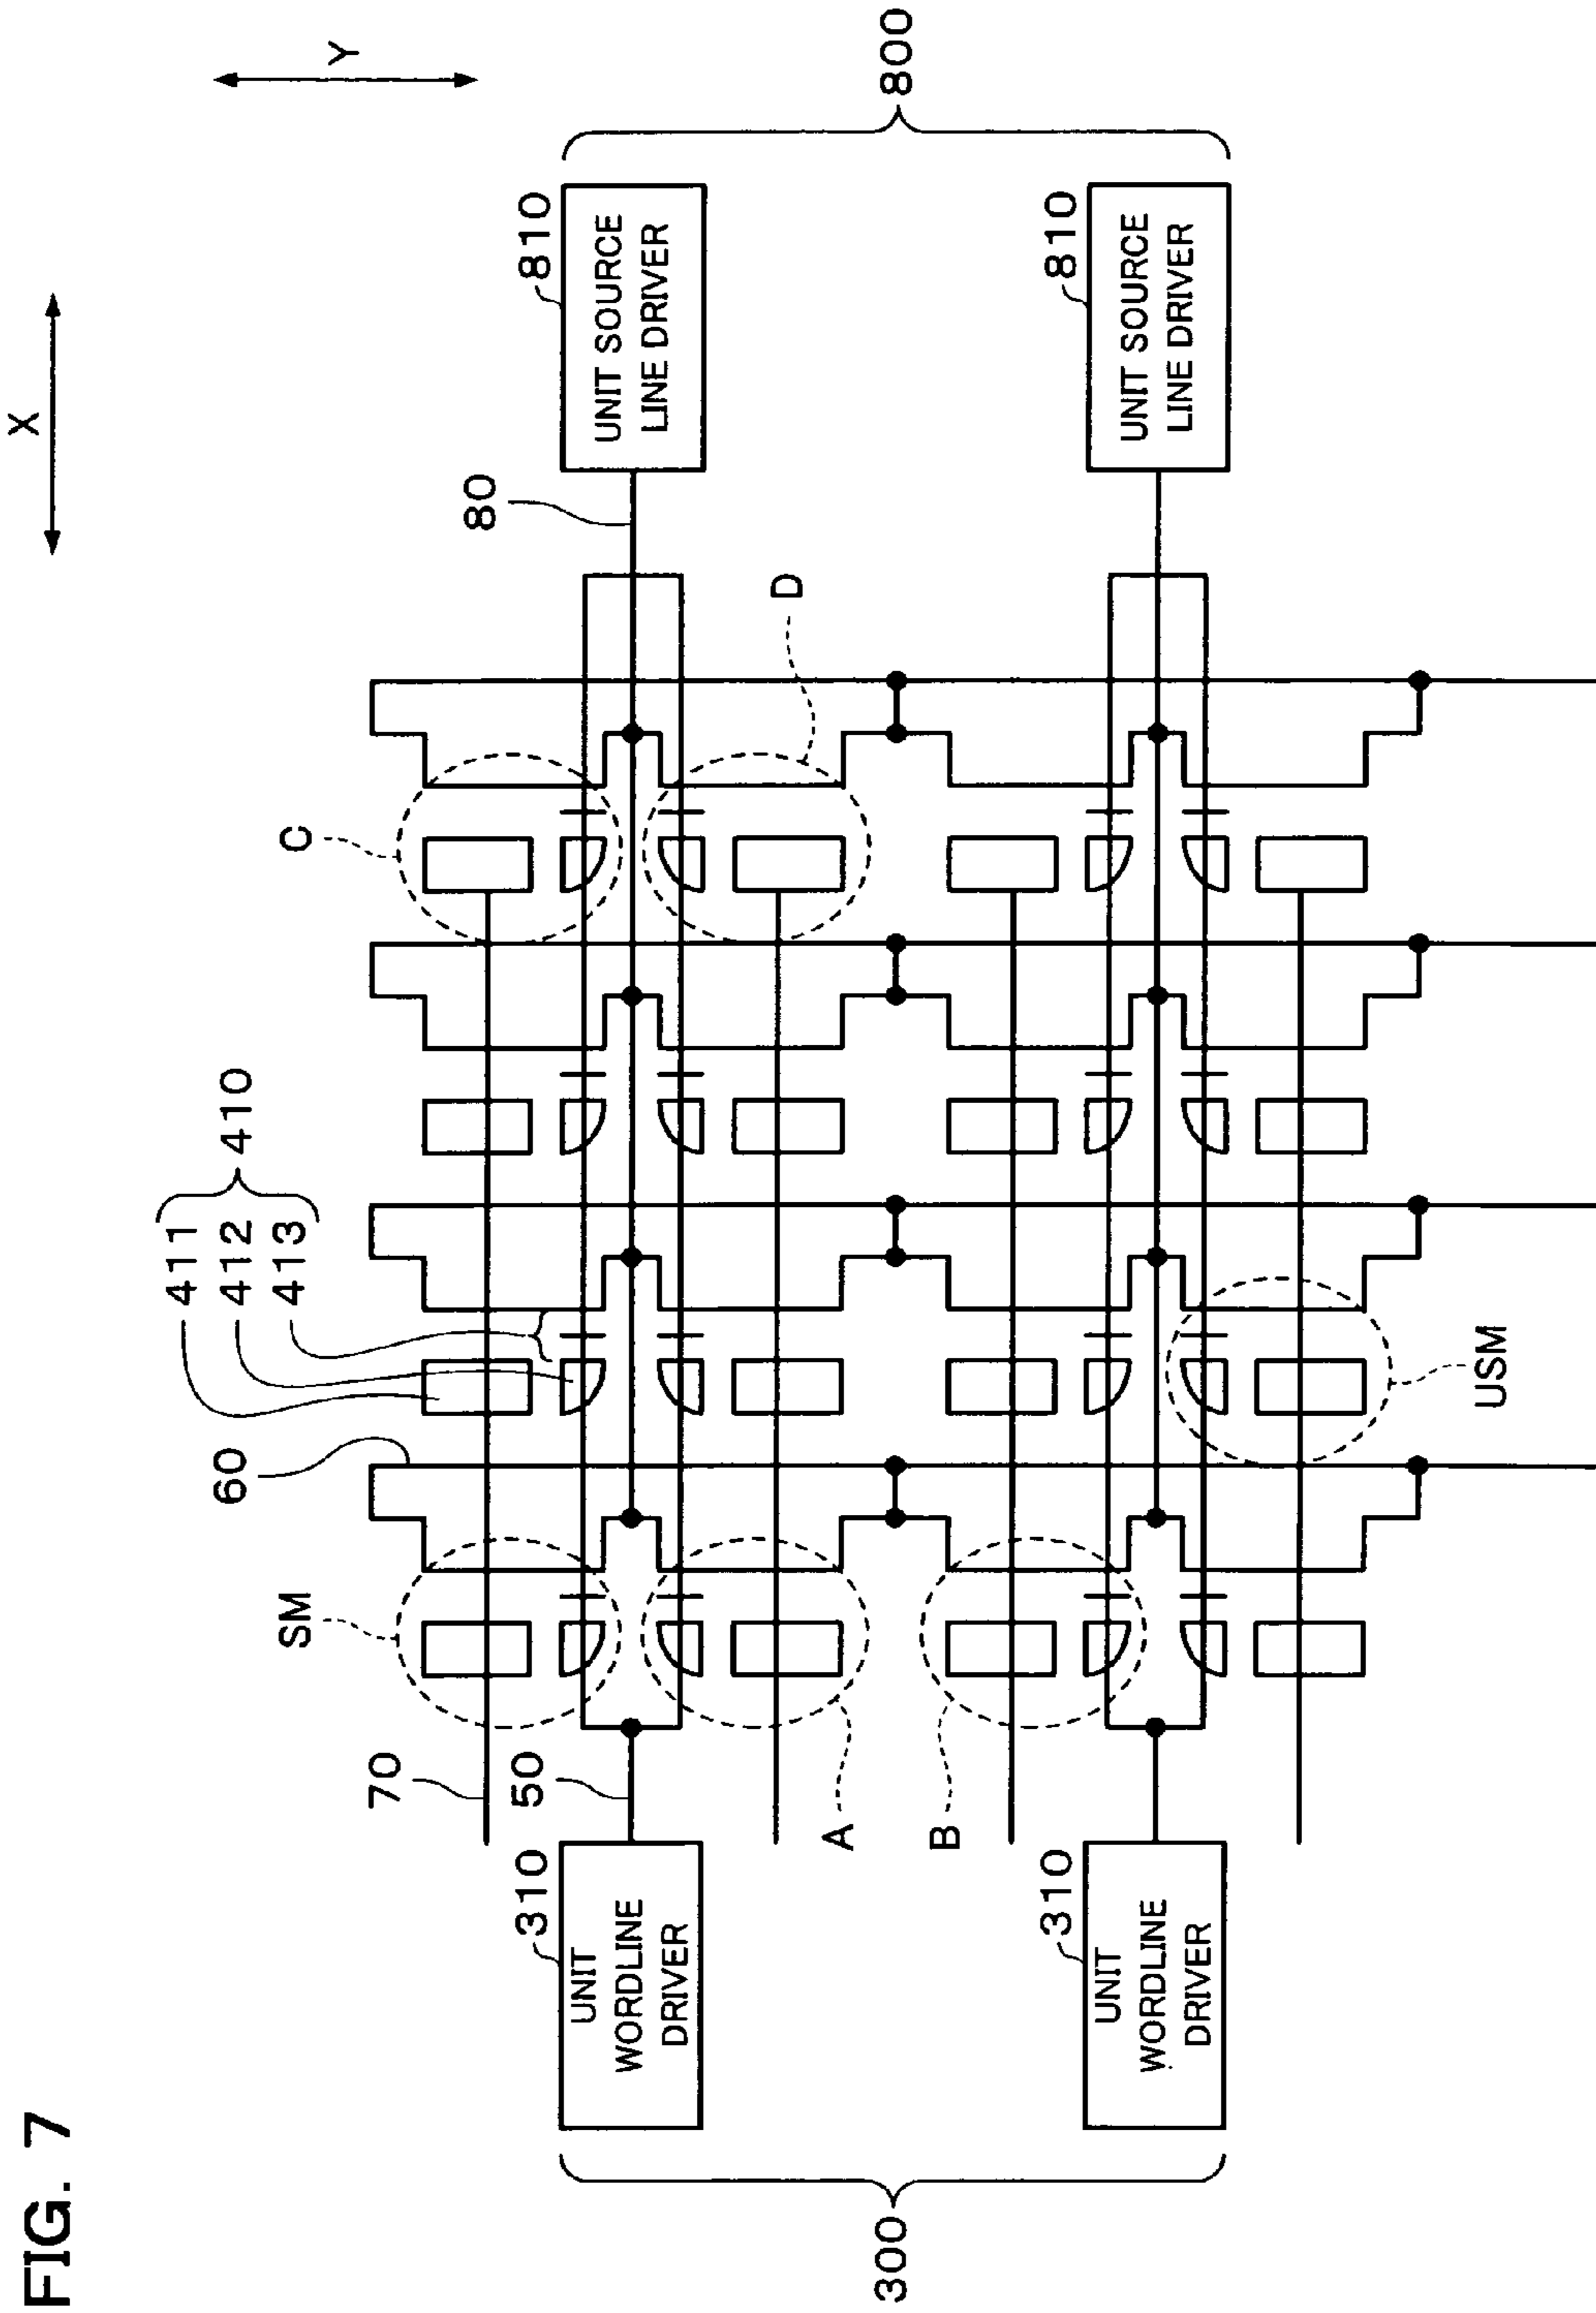 FIG. 7
X
Y
410
411
412
413
60
SM
C
70
50
80
D
310
UNIT
WORDLINE
DRIVER
810
UNIT SOURCE
LINE DRIVER
300
800
A
B
310
UNIT
WORDLINE
DRIVER
810
UNIT SOURCE
LINE DRIVER
USM